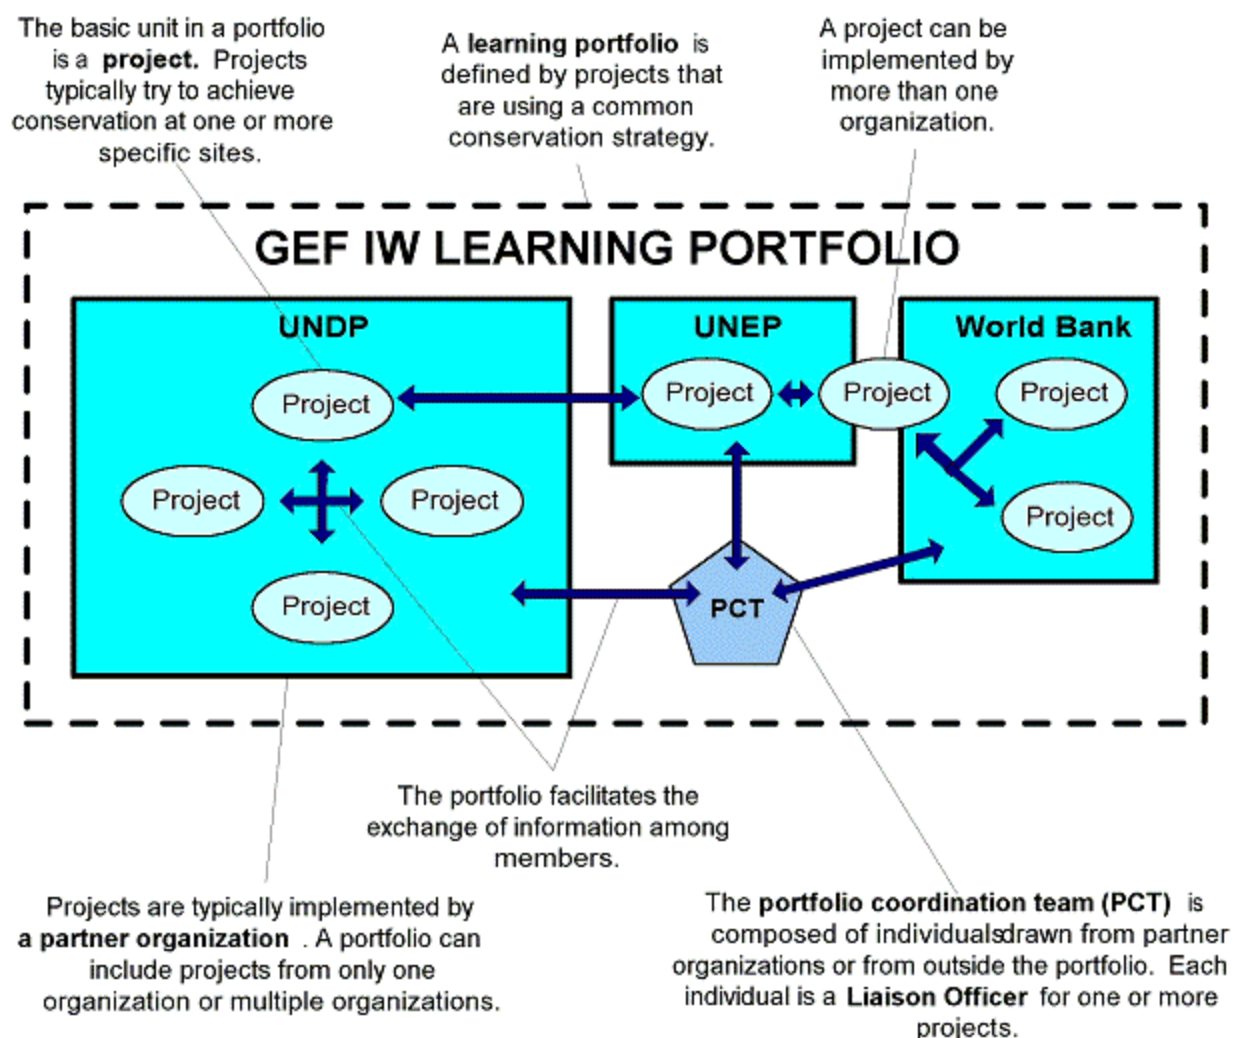 The basic unit in a portfolio
is a project. Projects
typically try to achieve
conservation at one or more
specific sites.
A learning portfolio is
defined by projects that
are using a common
conservation strategy.
A project can be
implemented by
more than one
organization.
GEF IW LEARNING PORTFOLIO
UNDP
UNEP
World Bank
Project
Project
Project
Project
Project
Project
Project
Project
Project
PCT
The portfolio facilitates the
exchange of information among
members.
Projects are typically implemented by
a partner organization . A portfolio can
include projects from only one
organization or multiple organizations.
The portfolio coordination team (PCT) is
composed of individualsdrawn from partner
organizations or from outside the portfolio. Each
individual is a Liaison Officer for one or more
projects.